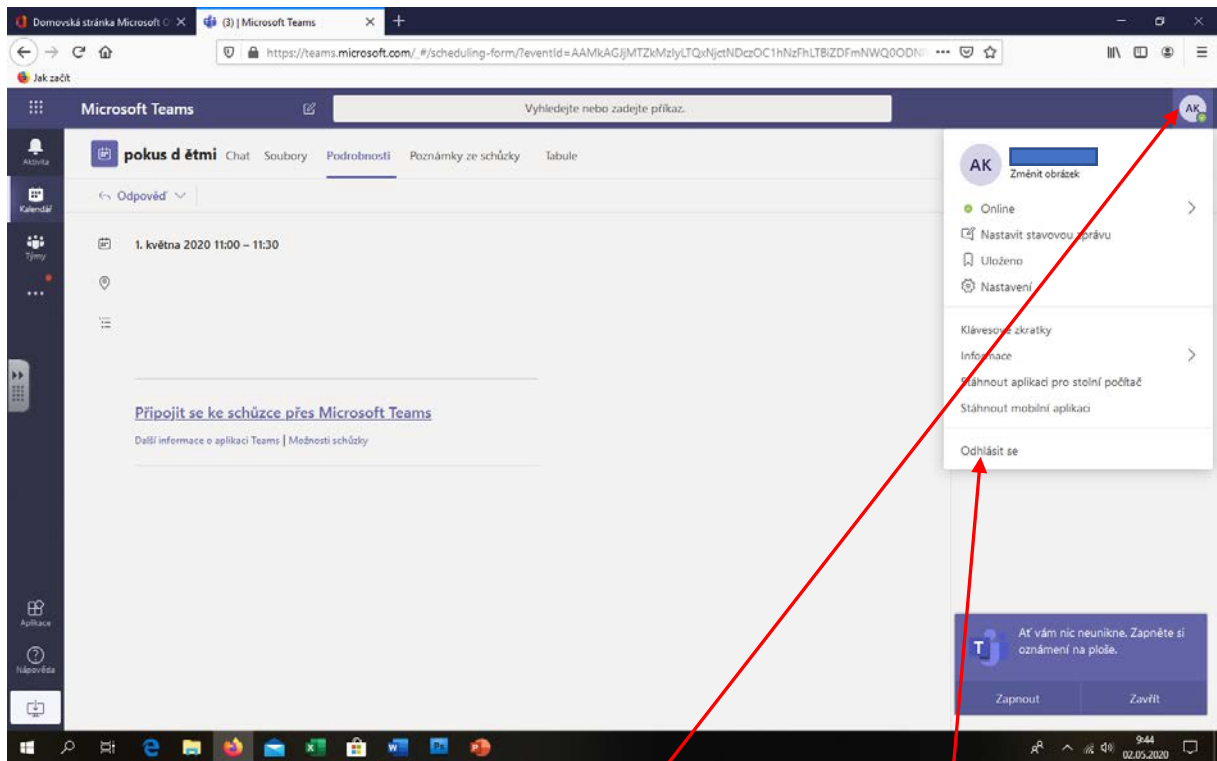 Domovská stránka Microsoft O
(3) | Microsoft Teams
https://teams.microsoft.com/_#/scheduling-form/?eventId=
Jak začít
Microsoft Teams
Vyhledejte nebo zadejte příkaz.
AK
Aktivita
Kalendář
Týmy
Aplikace
Nápověda
pokus d ětmi Chat Soubory Podrobnosti Poznámky ze schůzky Tabule
Odpověď
1. května 2020 11:00 – 11:30
Připojit se ke schůzce přes Microsoft Teams
Další informace o aplikaci Teams | Možnosti schůzky
AK
Změnit obrázek
Online
Nastavit stavovou zprávu
Uloženo
Nastavení
Klávesové zkratky
Informace
Stáhnout aplikaci pro stolní počítač
Stáhnout mobilní aplikaci
Odhlásit se
Ať vám nic neunikne. Zapněte si
oznámení na ploše.
Zapnout Zavřít
9:44
02.05.2020